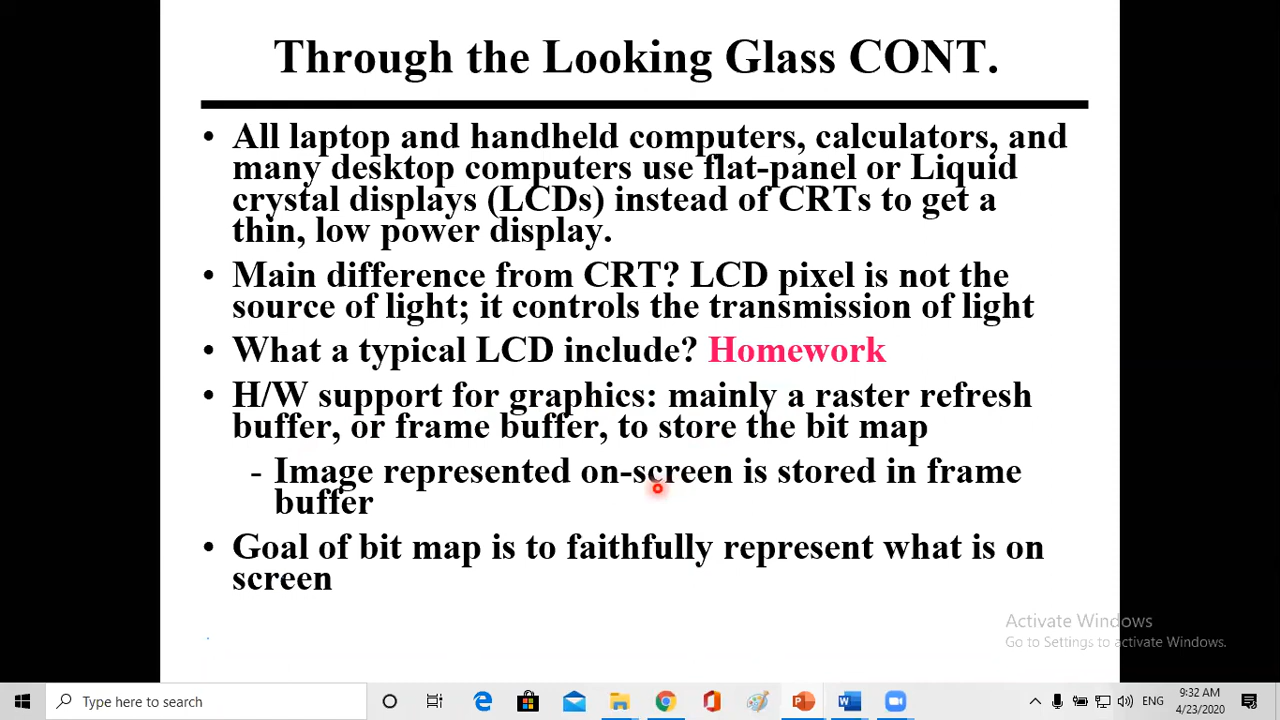 Through the Looking Glass CONT.
• All laptop and handheld computers, calculators, and
many desktop computers use flat-panel or Liquid
crystal displays (LCDs) instead of CRTs to get a
thin, low power display.
• Main difference from CRT? LCD pixel is not the
source of light; it controls the transmission of light
• What a typical LCD include? Homework
• H/W support for graphics: mainly a raster refresh
buffer, or frame buffer, to store the bit map
- Image represented on-screen is stored in frame
buffer
• Goal of bit map is to faithfully represent what is on
screen
Activate Windows
Go to Settings to activate Windows.
Type here to search
ENG
9:32 AM
4/23/2020